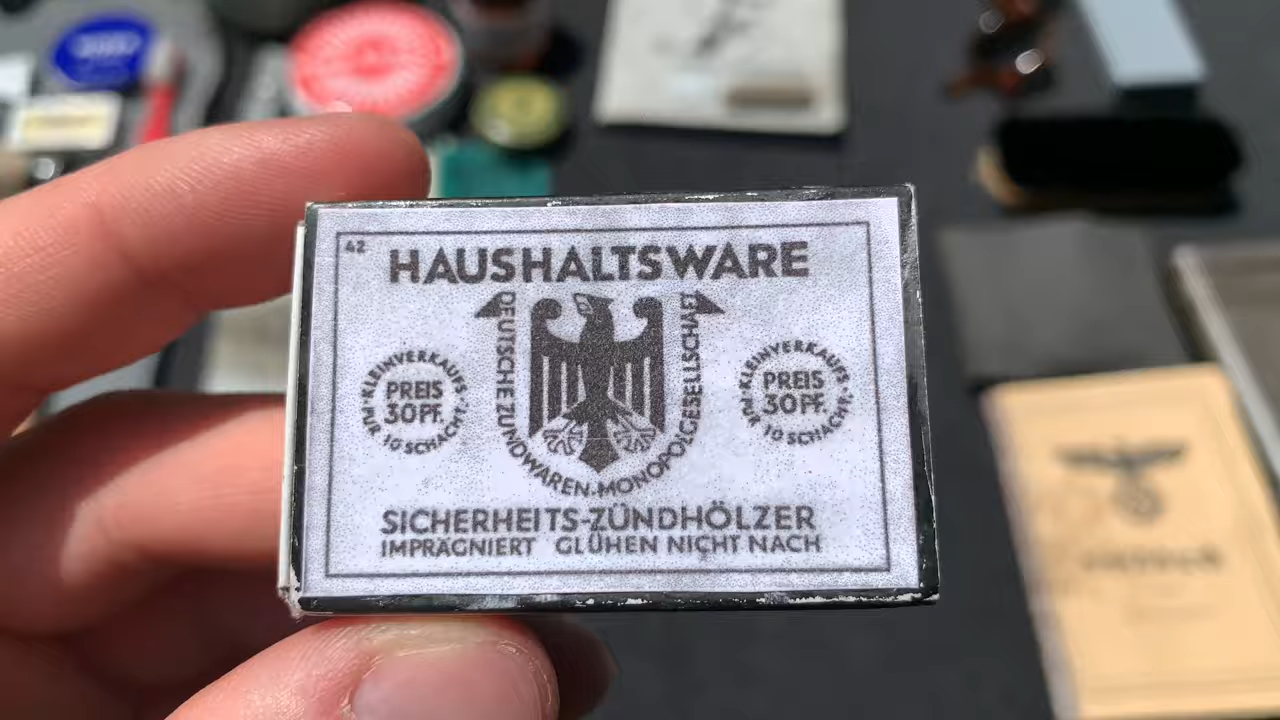 42
HAUSHALTSWARE
DEUTSCHE ZÜNDWAREN-MONOPOLGESELLSCHAFT
·KLEINVERKAUFS·
PREIS
30 PF.
FÜR 10 SCHACHT.
·KLEINVERKAUFS·
PREIS
30 PF.
FÜR 10 SCHACHT.
SICHERHEITS-ZÜNDHÖLZER
IMPRÄGNIERT GLÜHEN NICHT NACH